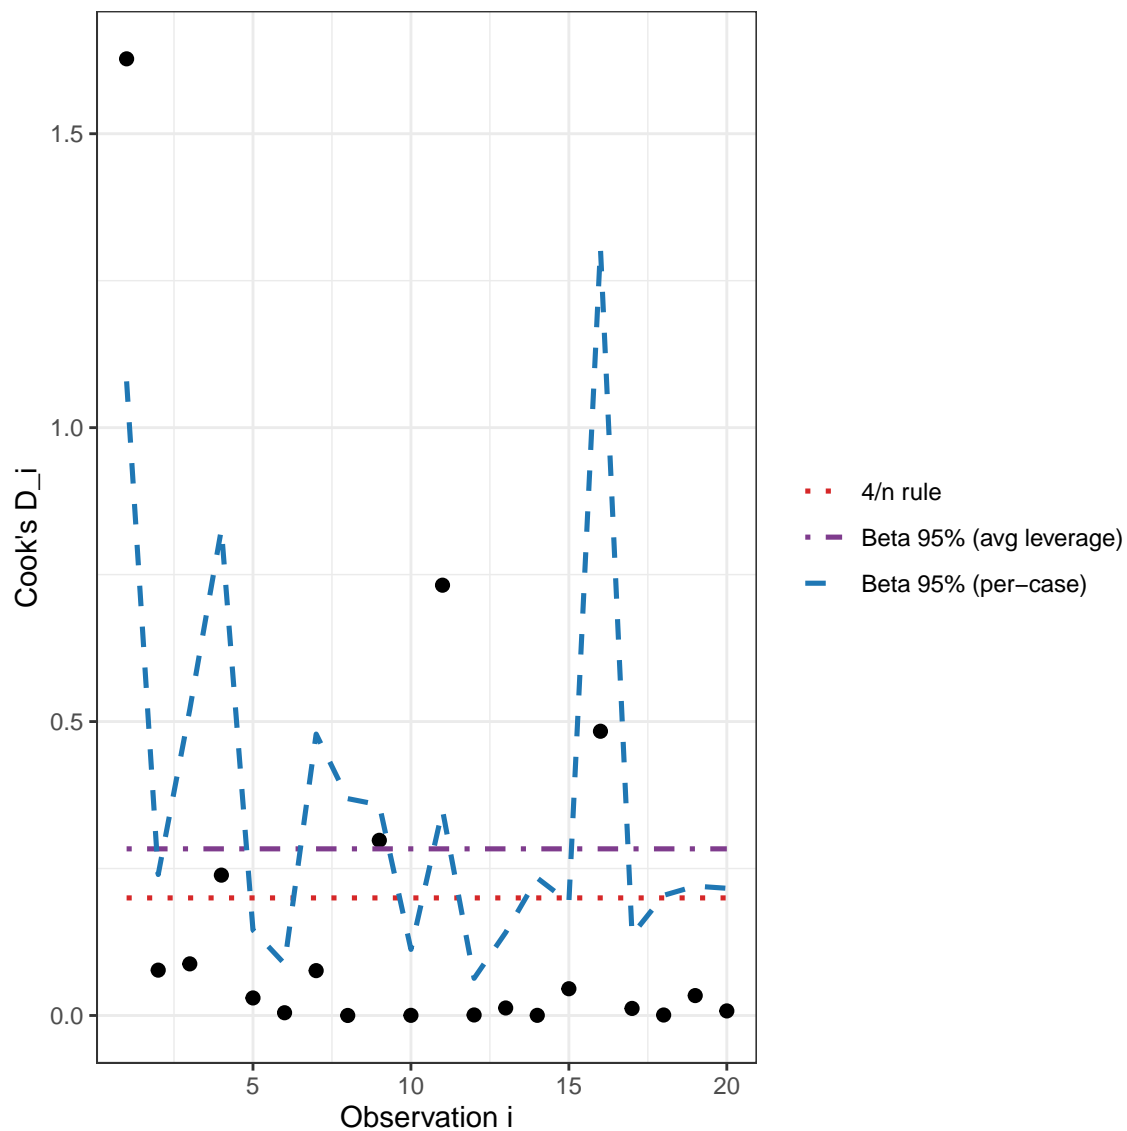 1.5
1.0
0.5
0.0
Cook's D_i
5
10
15
20
Observation i
4/n rule
Beta 95% (avg leverage)
Beta 95% (per−case)